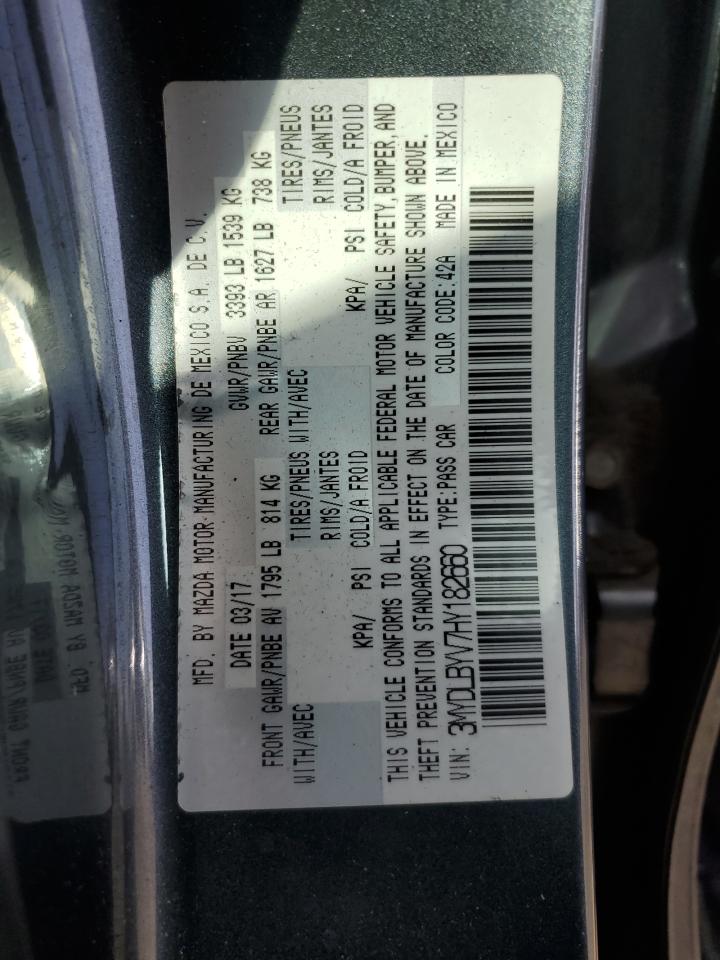 MFD. BY MAZDA MOTOR MANUFACTURING DE MEXICO S.A. DE C.V.
DATE 03/17 GVWR/PNBV 3393 LB 1539 KG
FRONT GAWR/PNBE AV 1795 LB 814 KG REAR GAWR/PNBE AR 1627 LB 738 KG
WITH/AVEC TIRES/PNEUS WITH/AVEC TIRES/PNEUS
RIMS/JANTES RIMS/JANTES
KPA/ PSI COLD/A FROID KPA/ PSI COLD/A FROID
THIS VEHICLE CONFORMS TO ALL APPLICABLE FEDERAL MOTOR VEHICLE SAFETY,BUMPER,AND
THEFT PREVENTION STANDARDS IN EFFECT ON THE DATE OF MANUFACTURE SHOWN ABOVE.
VIN: 3MYDLBYV7HY182660 TYPE:PASS CAR COLOR CODE:42A MADE IN MEXICO